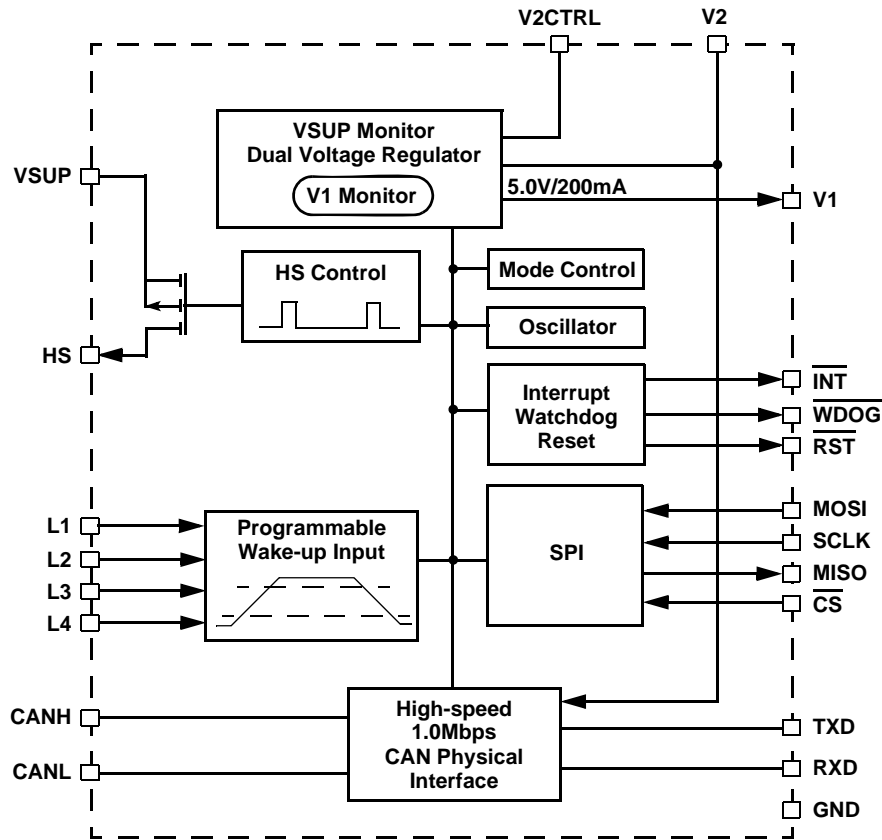 V2CTRL V2
VSUP Monitor
Dual Voltage Regulator
V1 Monitor
VSUP
5.0V/200mA
V1
HS Control
Mode Control
Oscillator
HS
Interrupt
Watchdog
Reset
INT
WDOG
RST
L1
L2
L3
L4
Programmable
Wake-up Input
SPI
MOSI
SCLK
MISO
CS
CANH
CANL
High-speed
1.0Mbps
CAN Physical
Interface
TXD
RXD
GND